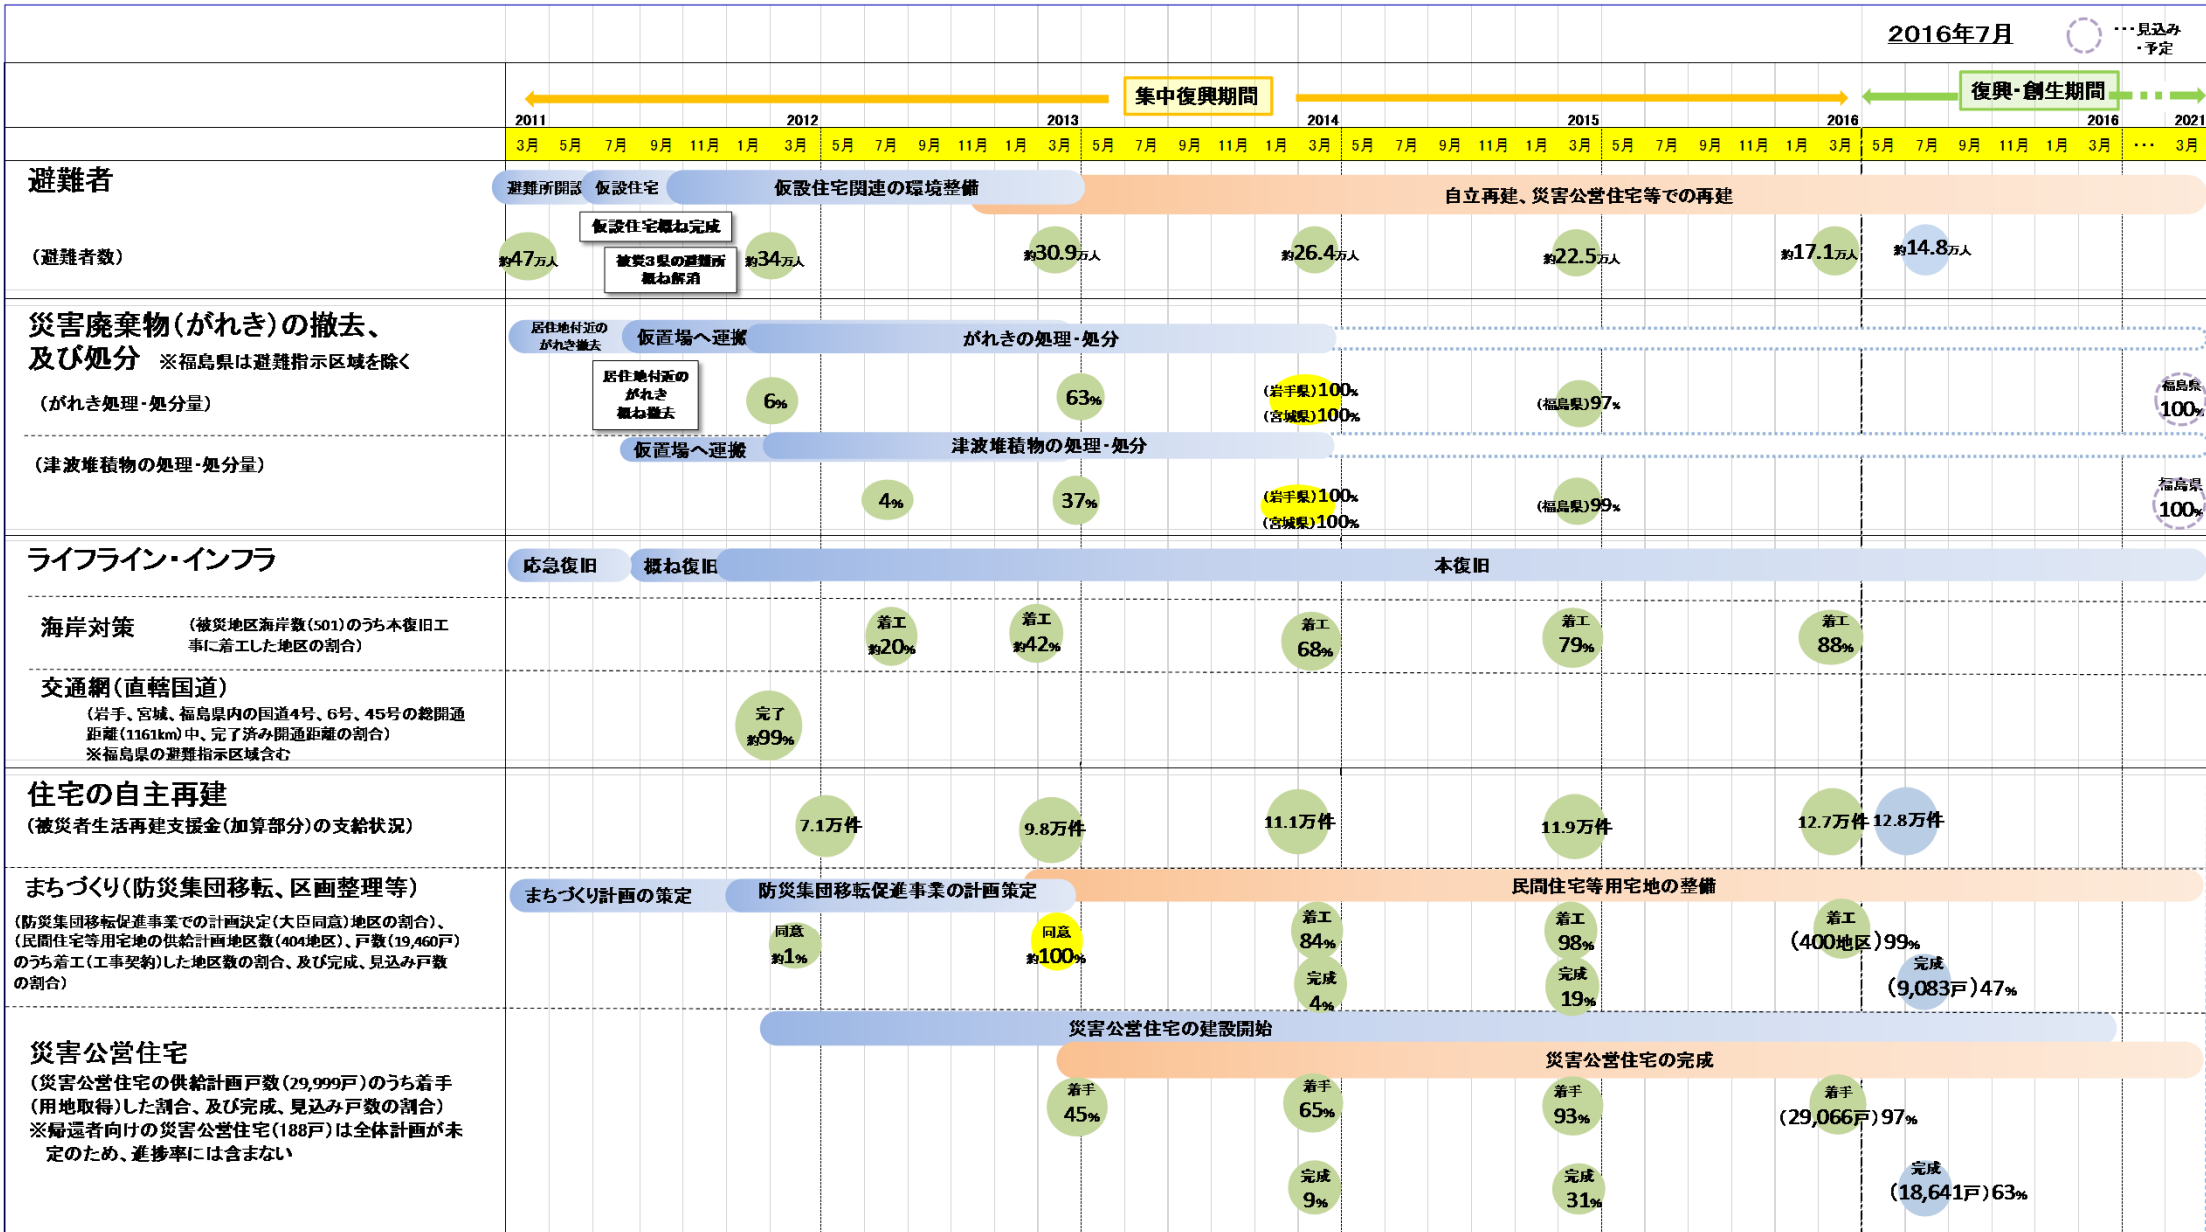 2016年7月
･･･見込み
・予定
集中復興期間
復興・創生期間
2011 2012 2013 2014 2015 2016 2016 2021
3月 5月 7月 9月 11月 1月 3月 5月 7月 9月 11月 1月 3月 5月 7月 9月 11月 1月 3月 5月 7月 9月 11月 1月 3月 5月 7月 9月 11月 1月 3月 5月 7月 9月 11月 1月 3月 ･･･ 3月
避難者
避難所開設 仮設住宅 仮設住宅関連の環境整備 自立再建、災害公営住宅等での再建
仮設住宅概ね完成
被災3県の避難所
概ね解消
(避難者数)
約47万人 約34万人 約30.9万人 約26.4万人 約22.5万人 約17.1万人 約14.8万人
災害廃棄物(がれき)の撤去、
及び処分 ※福島県は避難指示区域を除く
居住地付近の
がれき撤去
仮置場へ運搬 がれきの処理・処分
居住地付近の
がれき
概ね撤去
(がれき処理・処分量)
6% 63%
(岩手県)100%
(宮城県)100%
(福島県)97%
福島県
100%
仮置場へ運搬 津波堆積物の処理・処分
(津波堆積物の処理・処分量)
4% 37%
(岩手県)100%
(宮城県)100%
(福島県)99%
福島県
100%
ライフライン・インフラ
応急復旧 概ね復旧 本復旧
海岸対策
(被災地区海岸数(501)のうち本復旧工
事に着工した地区の割合)
着工
約20%
着工
約42%
着工
68%
着工
79%
着工
88%
交通網(直轄国道)
(岩手、宮城、福島県内の国道4号、6号、45号の総開通
距離(1161km)中、完了済み開通距離の割合)
※福島県の避難指示区域含む
完了
約99%
住宅の自主再建
(被災者生活再建支援金(加算部分)の支給状況)
7.1万件 9.8万件 11.1万件 11.9万件 12.7万件 12.8万件
まちづくり(防災集団移転、区画整理等)
まちづくり計画の策定 防災集団移転促進事業の計画策定 民間住宅等用宅地の整備
(防災集団移転促進事業での計画決定(大臣同意)地区の割合)、
(民間住宅等用宅地の供給計画地区数(404地区)、戸数(19,460戸)
のうち着工(工事契約)した地区数の割合、及び完成、見込み戸数
の割合)
同意
約1%
同意
約100%
着工
84%
完成
4%
着工
98%
完成
19%
着工
(400地区)99%
完成
(9,083戸)47%
災害公営住宅の建設開始
災害公営住宅の完成
災害公営住宅
(災害公営住宅の供給計画戸数(29,999戸)のうち着手
(用地取得)した割合、及び完成、見込み戸数の割合)
※帰還者向けの災害公営住宅(188戸)は全体計画が未
定のため、進捗率には含まない
着手
45%
着手
65%
着手
93%
着手
(29,066戸)97%
完成
9%
完成
31%
完成
(18,641戸)63%